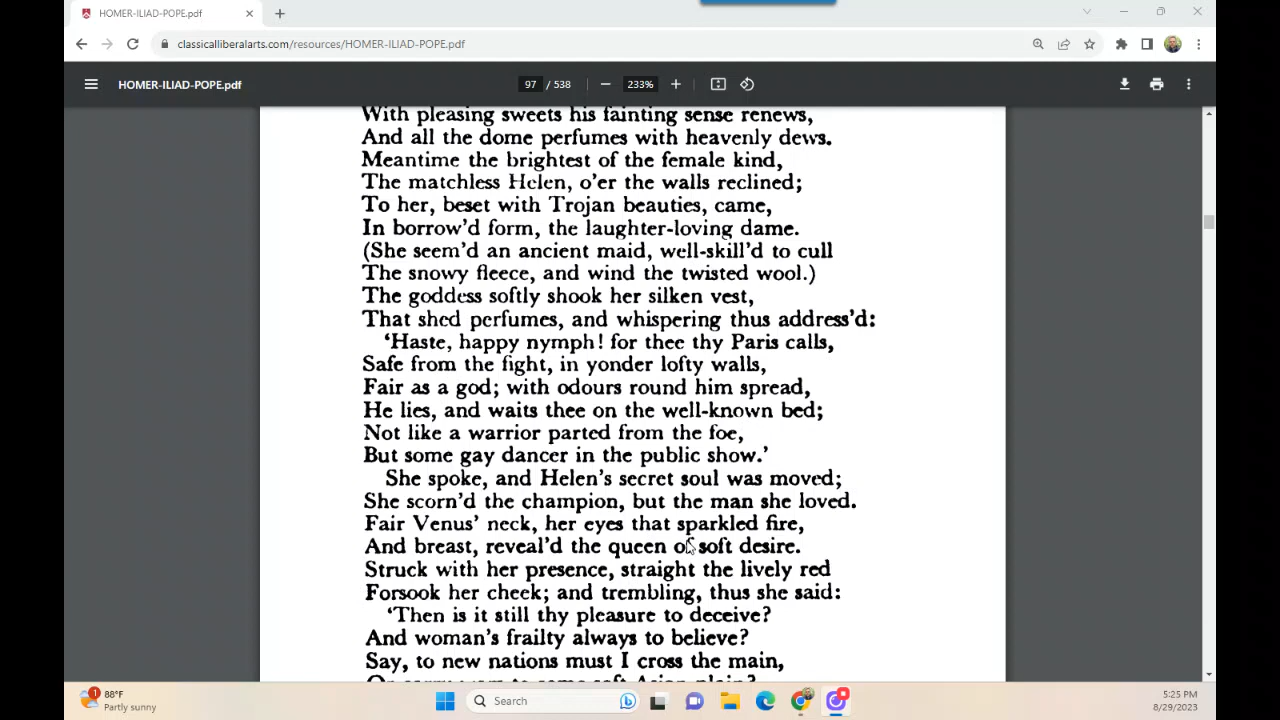 HOMER-ILIAD-POPE.pdf
classicalliberalarts.com/resources/HOMER-ILIAD-POPE.pdf
HOMER-ILIAD-POPE.pdf
97 / 538
233%
With pleasing sweets his fainting sense renews,
And all the dome perfumes with heavenly dews.
Meantime the brightest of the female kind,
The matchless Helen, o'er the walls reclined;
To her, beset with Trojan beauties, came,
In borrow'd form, the laughter-loving dame.
(She seem'd an ancient maid, well-skill'd to cull
The snowy fleece, and wind the twisted wool.)
The goddess softly shook her silken vest,
That shed perfumes, and whispering thus address'd:
'Haste, happy nymph! for thee thy Paris calls,
Safe from the fight, in yonder lofty walls,
Fair as a god; with odours round him spread,
He lies, and waits thee on the well-known bed;
Not like a warrior parted from the foe,
But some gay dancer in the public show.'
She spoke, and Helen's secret soul was moved;
She scorn'd the champion, but the man she loved.
Fair Venus' neck, her eyes that sparkled fire,
And breast, reveal'd the queen of soft desire.
Struck with her presence, straight the lively red
Forsook her cheek; and trembling, thus she said:
'Then is it still thy pleasure to deceive?
And woman's frailty always to believe?
Say, to new nations must I cross the main,
1
88°F
Partly sunny
Search
5:25 PM
8/29/2023